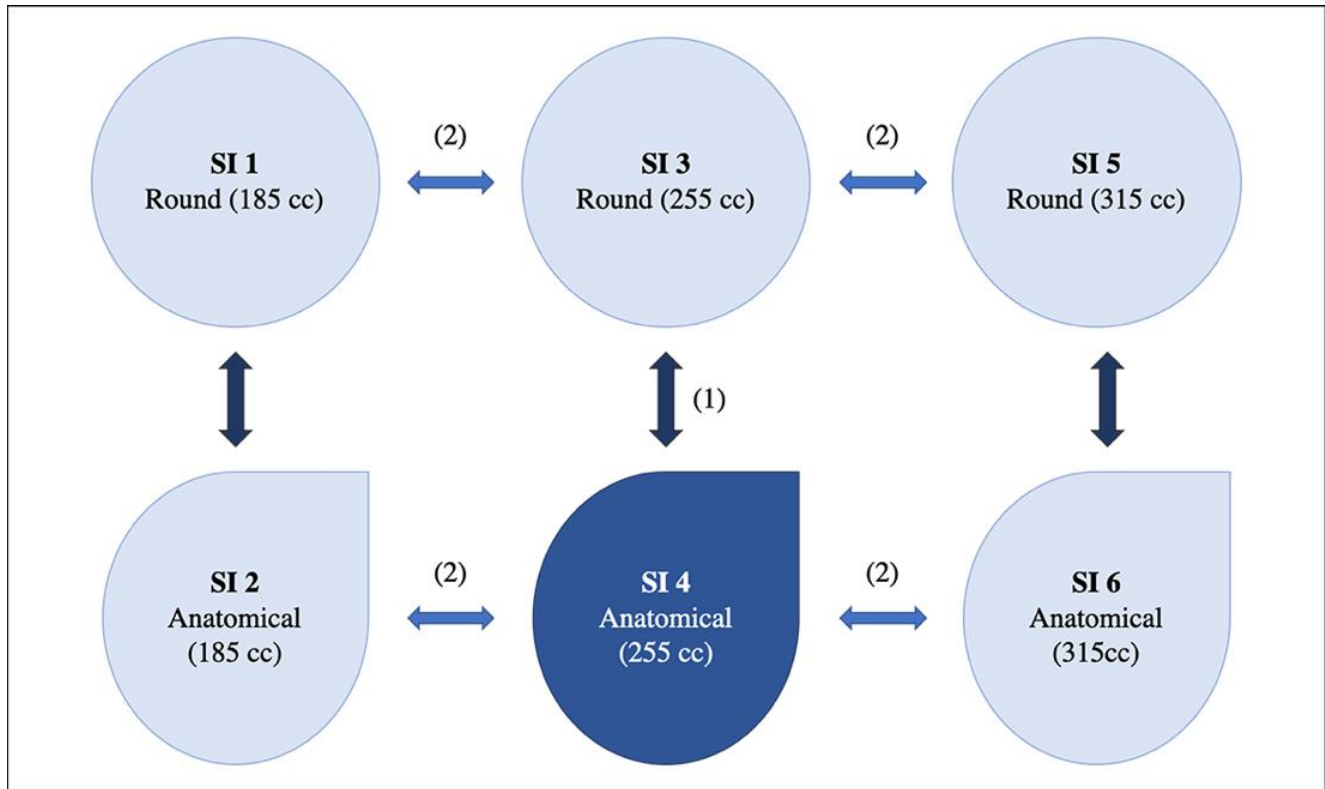 SI 1
Round (185 cc)
(2)
SI 3
Round (255 cc)
(2)
SI 5
Round (315 cc)
(1)
SI 2
Anatomical
(185 cc)
(2)
SI 4
Anatomical
(255 cc)
(2)
SI 6
Anatomical
(315cc)